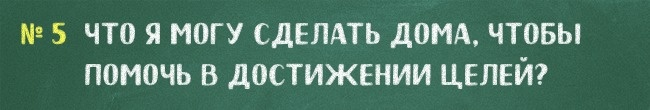 № 5 ЧТО Я МОГУ СДЕЛАТЬ ДОМА, ЧТОБЫ
ПОМОЧЬ В ДОСТИЖЕНИИ ЦЕЛЕЙ?